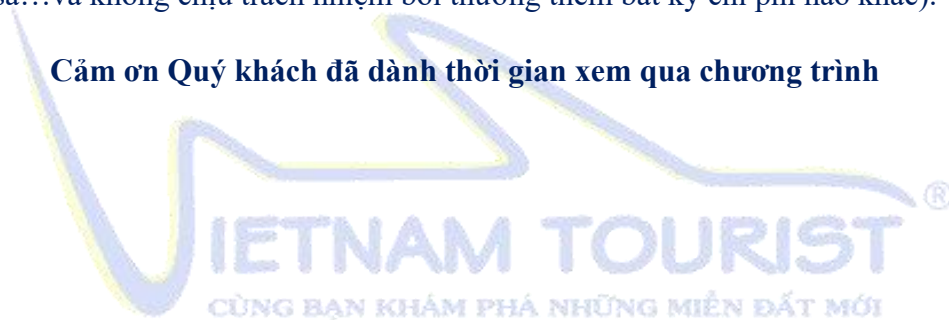 và không chịu trách nhiệm bồi thường thêm bất kỳ chi phí nào khác).
Cảm ơn Quý khách đã dành thời gian xem qua chương trình
VIETNAM TOURIST ®
CÙNG BẠN KHÁM PHÁ NHỮNG MIỀN ĐẤT MỚI